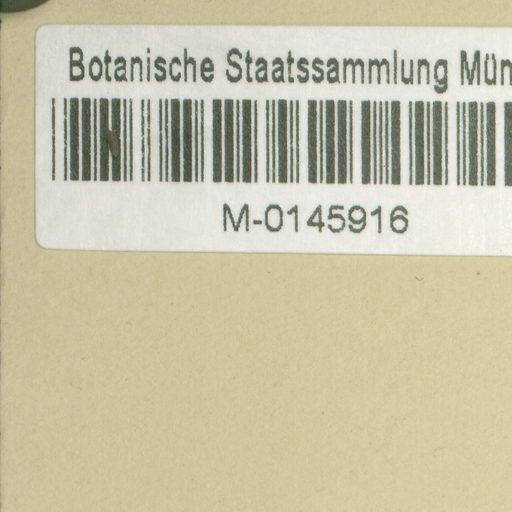 Botanische Staatssammlung Mün
M-0145916